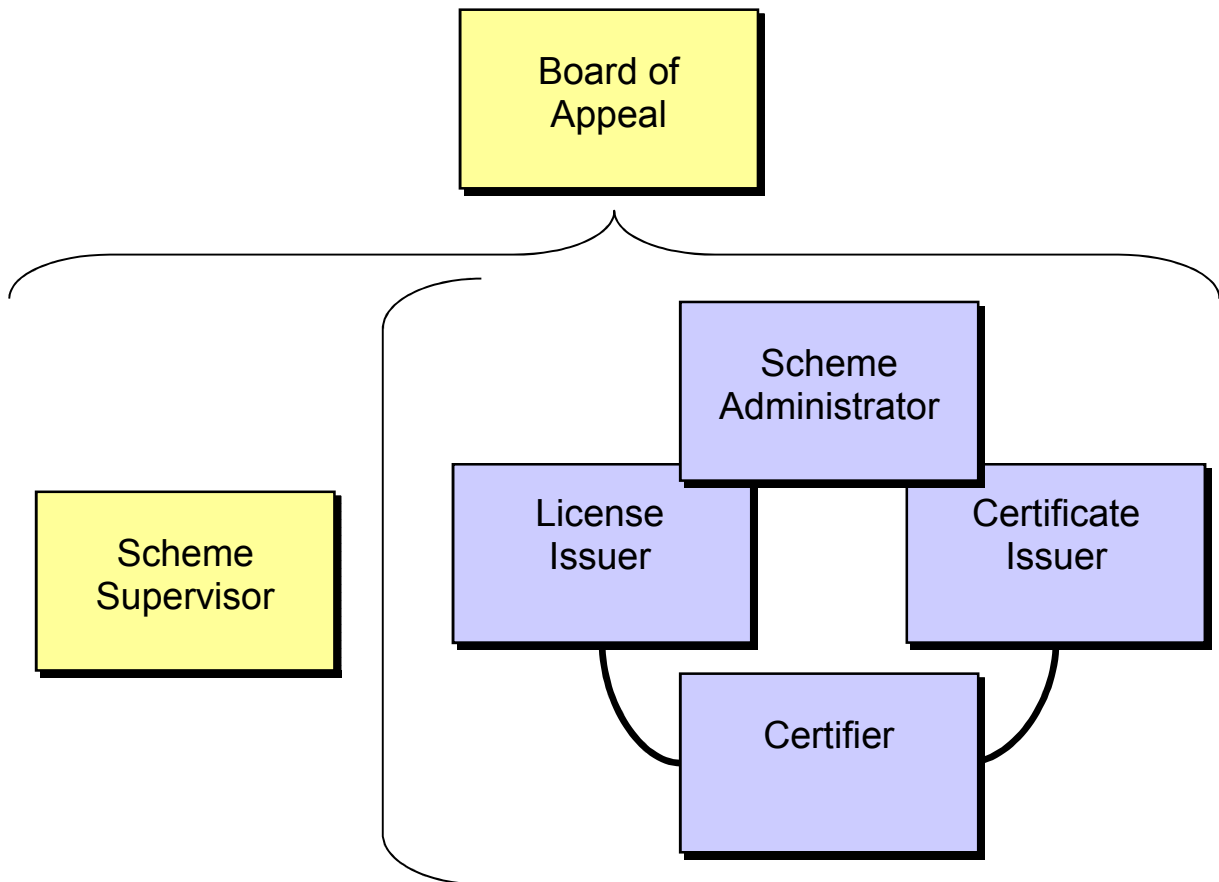 Board of
Appeal
Scheme
Administrator
License
Issuer
Certificate
Issuer
Scheme
Supervisor
Certifier